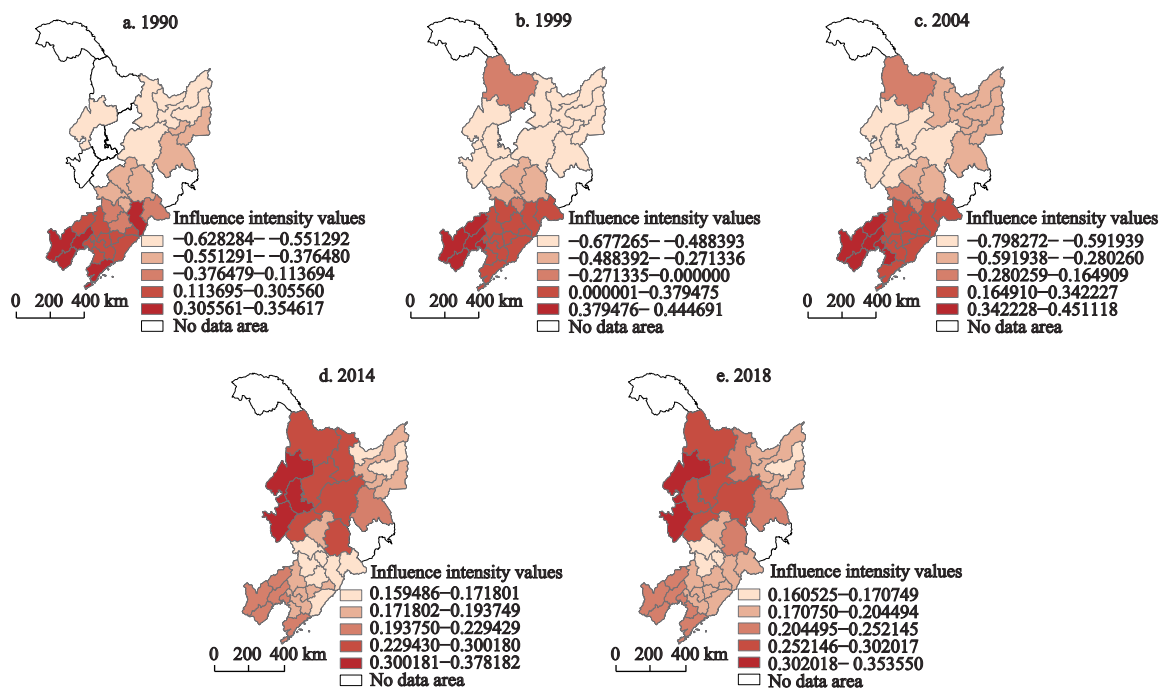 a. 1990
Influence intensity values
−0.628284−−0.551292
−0.551291−−0.376480
−0.376479−0.113694
0.113695−0.305560
0.305561−0.354617
No data area
0 200 400 km
b. 1999
Influence intensity values
−0.677265−−0.488393
−0.488392−−0.271336
−0.271335−0.000000
0.000001−0.379475
0.379476−0.444691
No data area
0 200 400 km
c. 2004
Influence intensity values
−0.798272−−0.591939
−0.591938−−0.280260
−0.280259−0.164909
0.164910−0.342227
0.342228−0.451118
No data area
0 200 400 km
d. 2014
Influence intensity values
0.159486−0.171801
0.171802−0.193749
0.193750−0.229429
0.229430−0.300180
0.300181−0.378182
No data area
0 200 400 km
e. 2018
Influence intensity values
0.160525−0.170749
0.170750−0.204494
0.204495−0.252145
0.252146−0.302017
0.302018−0.353550
No data area
0 200 400 km